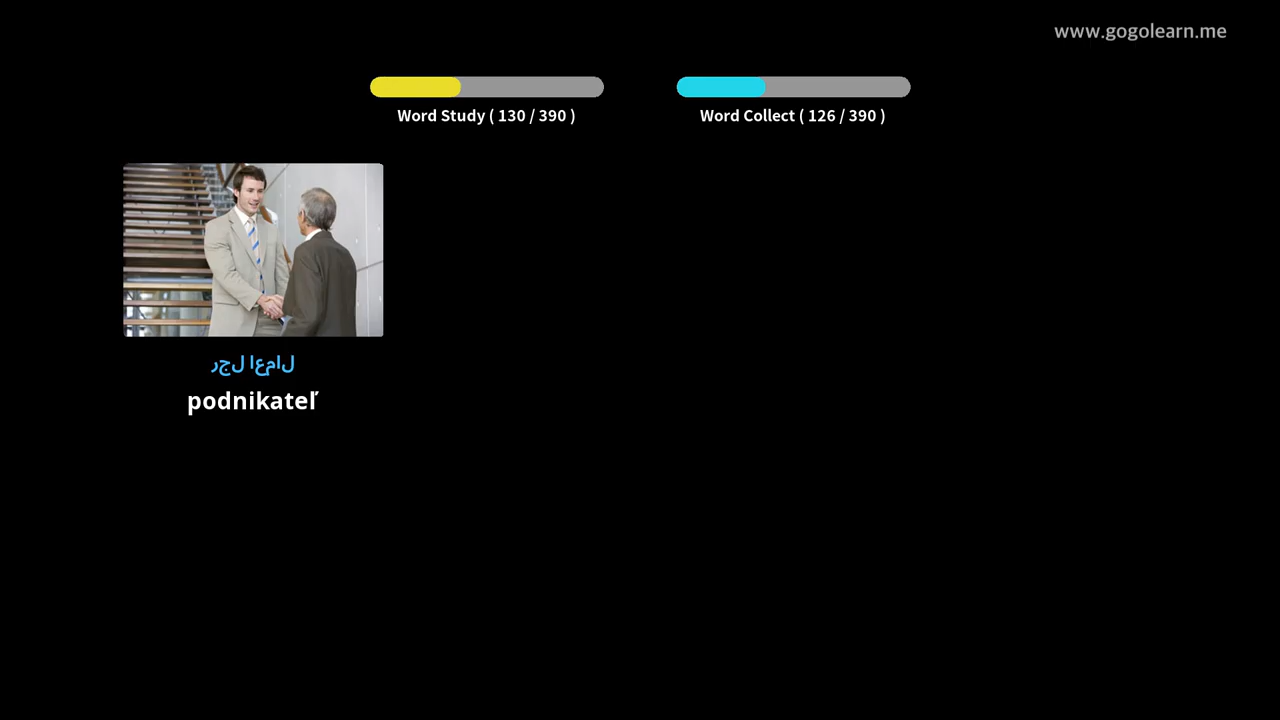 www.gogolearn.me
Word Study ( 130 / 390 )
Word Collect ( 126 / 390 )
رجل اعمال
podnikateľ